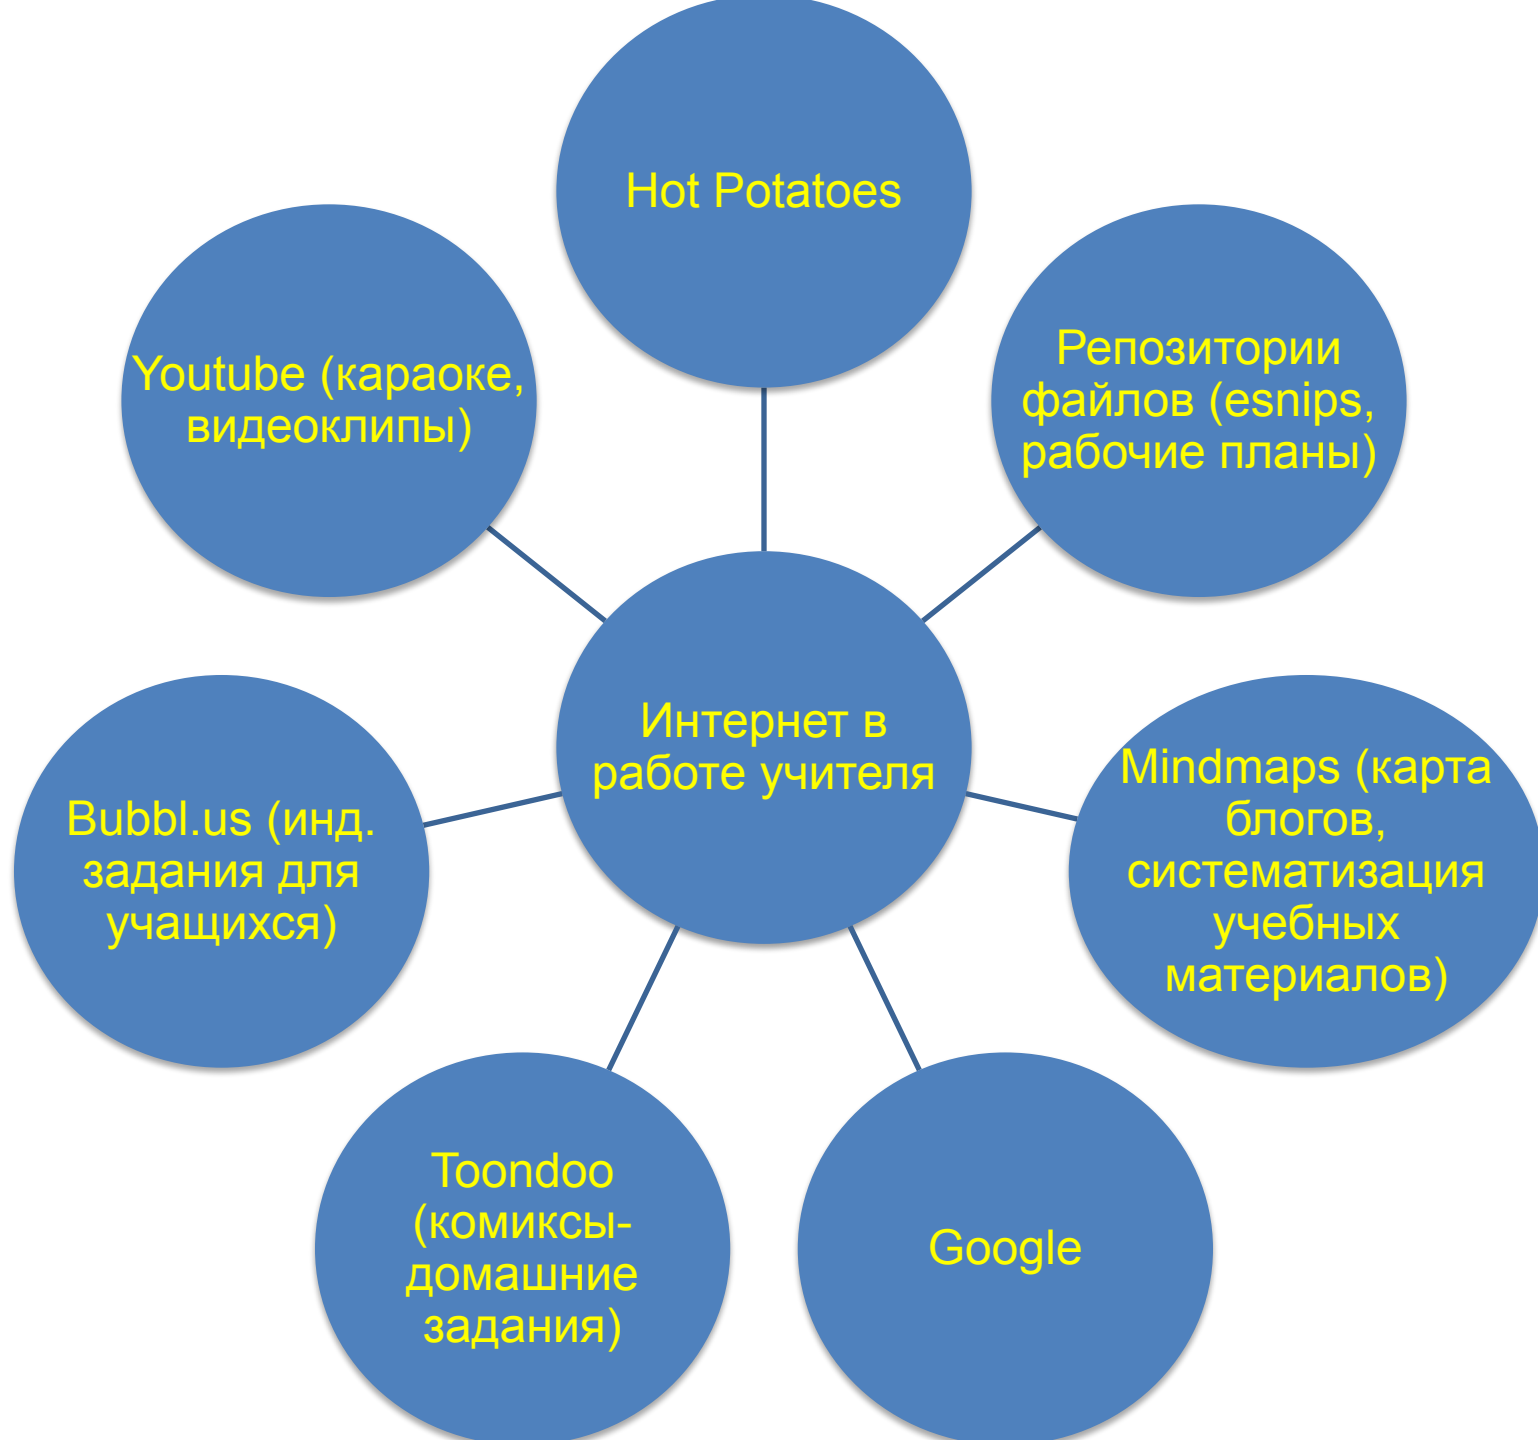 Hot Potatoes
Youtube (караоке,
видеоклипы)
Репозитории
файлов (esnips,
рабочие планы)
Интернет в
работе учителя
Bubbl.us (инд.
задания для
учащихся)
Mindmaps (карта
блогов,
систематизация
учебных
материалов)
Toondoo
(комиксы-
домашние
задания)
Google